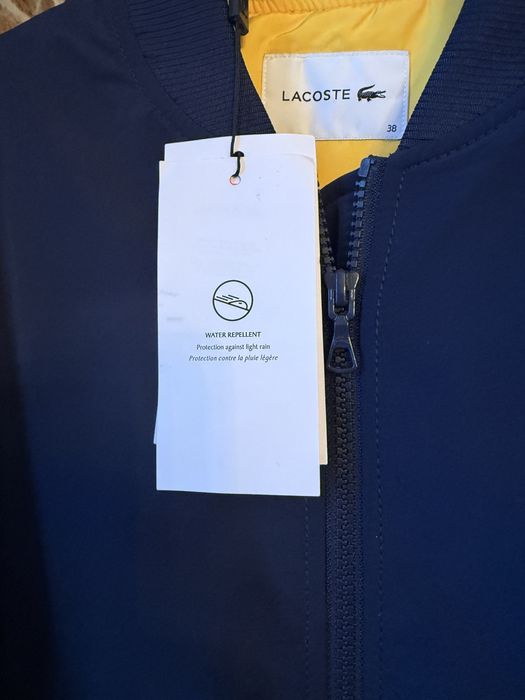 LACOSTE
38
WATER REPELLENT
Protection against light rain
Protection contre la pluie légère